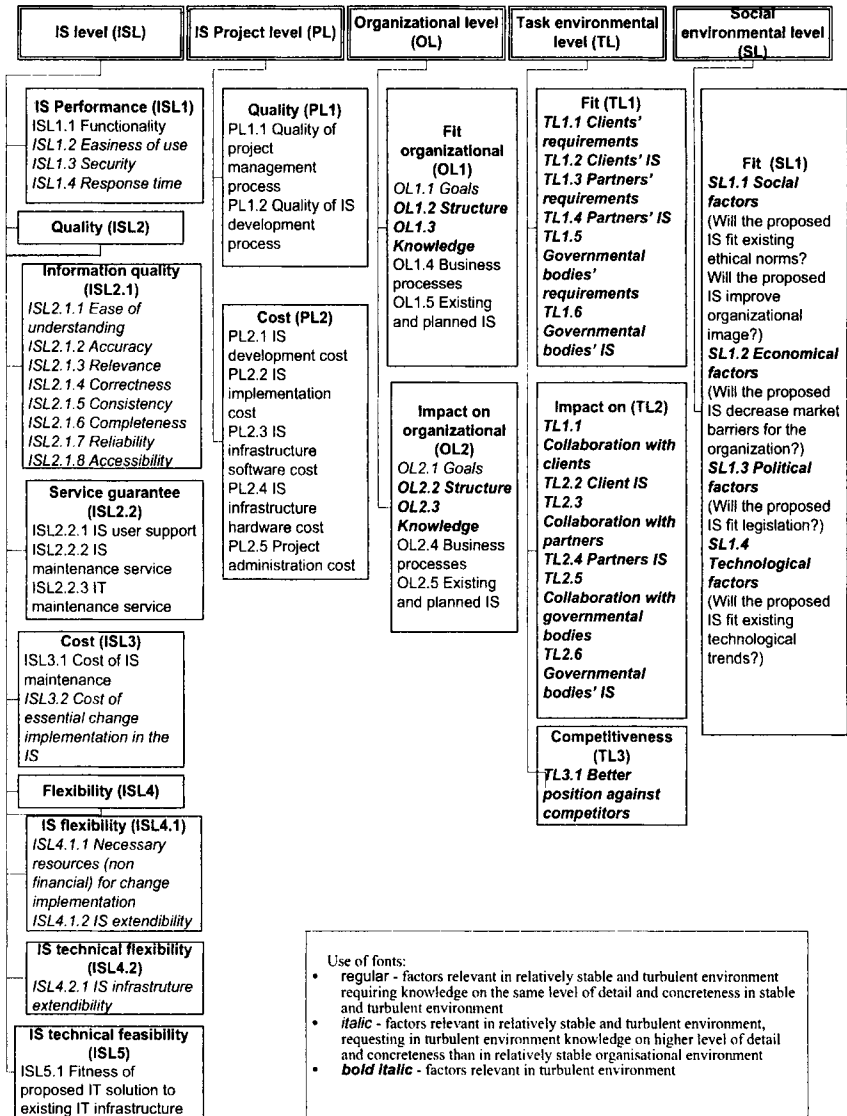 IS level (ISL)
IS Project level (PL)
Organizational level
(OL)
Task environmental
level (TL)
Social
environmental level
(SL)
IS Performance (ISL1)
ISL1.1 Functionality
ISL1.2 Easiness of use
ISL1.3 Security
ISL1.4 Response time
Quality (ISL2)
Information quality
(ISL2.1)
ISL2.1.1 Ease of
understanding
ISL2.1.2 Accuracy
ISL2.1.3 Relevance
ISL2.1.4 Correctness
ISL2.1.5 Consistency
ISL2.1.6 Completeness
ISL2.1.7 Reliability
ISL2.1.8 Accessibility
Service guarantee
(ISL2.2)
ISL2.2.1 IS user support
ISL2.2.2 IS
maintenance service
ISL2.2.3 IT
maintenance service
Cost (ISL3)
ISL3.1 Cost of IS
maintenance
ISL3.2 Cost of
essential change
implementation in the
IS
Flexibility (ISL4)
IS flexibility (ISL4.1)
ISL4.1.1 Necessary
resources (non
financial) for change
implementation
ISL4.1.2 IS extendibility
IS technical flexibility
(ISL4.2)
ISL4.2.1 IS infrastruture
extendibility
IS technical feasibility
(ISL5)
ISL5.1 Fitness of
proposed IT solution to
existing IT infrastructure
Quality (PL1)
PL1.1 Quality of
project
management
process
PL1.2 Quality of IS
development
process
Cost (PL2)
PL2.1 IS
development cost
PL2.2 IS
implementation
cost
PL2.3 IS
infrastructure
software cost
PL2.4 IS
infrastructure
hardware cost
PL2.5 Project
administration cost
Fit
organizational
(OL1)
OL1.1 Goals
OL1.2 Structure
OL1.3
Knowledge
OL1.4 Business
processes
OL1.5 Existing
and planned IS
Impact on
organizational
(OL2)
OL2.1 Goals
OL2.2 Structure
OL2.3
Knowledge
OL2.4 Business
processes
OL2.5 Existing
and planned IS
Fit (TL1)
TL1.1 Clients'
requirements
TL1.2 Clients' IS
TL1.3 Partners'
requirements
TL1.4 Partners' IS
TL1.5
Governmental
bodies'
requirements
TL1.6
Governmental
bodies' IS
Impact on (TL2)
TL1.1
Collaboration with
clients
TL2.2 Client IS
TL2.3
Collaboration with
partners
TL2.4 Partners IS
TL2.5
Collaboration with
governmental
bodies
TL2.6
Governmental
bodies' IS
Competitiveness
(TL3)
TL3.1 Better
position against
competitors
Fit (SL1)
SL1.1 Social
factors
(Will the proposed
IS fit existing
ethical norms?
Will the proposed
IS improve
organizational
image?)
SL1.2 Economical
factors
(Will the proposed
IS decrease market
barriers for the
organization?)
SL1.3 Political
factors
(Will the proposed
IS fit legislation?)
SL1.4
Technological
factors
(Will the proposed
IS fit existing
technological
trends?)
Use of fonts:
• regular - factors relevant in relatively stable and turbulent environment
requiring knowledge on the same level of detail and concreteness in stable
and turbulent environment
• italic - factors relevant in relatively stable and turbulent environment,
requesting in turbulent environment knowledge on higher level of detail
and concreteness than in relatively stable organisational environment
• bold italic - factors relevant in turbulent environment